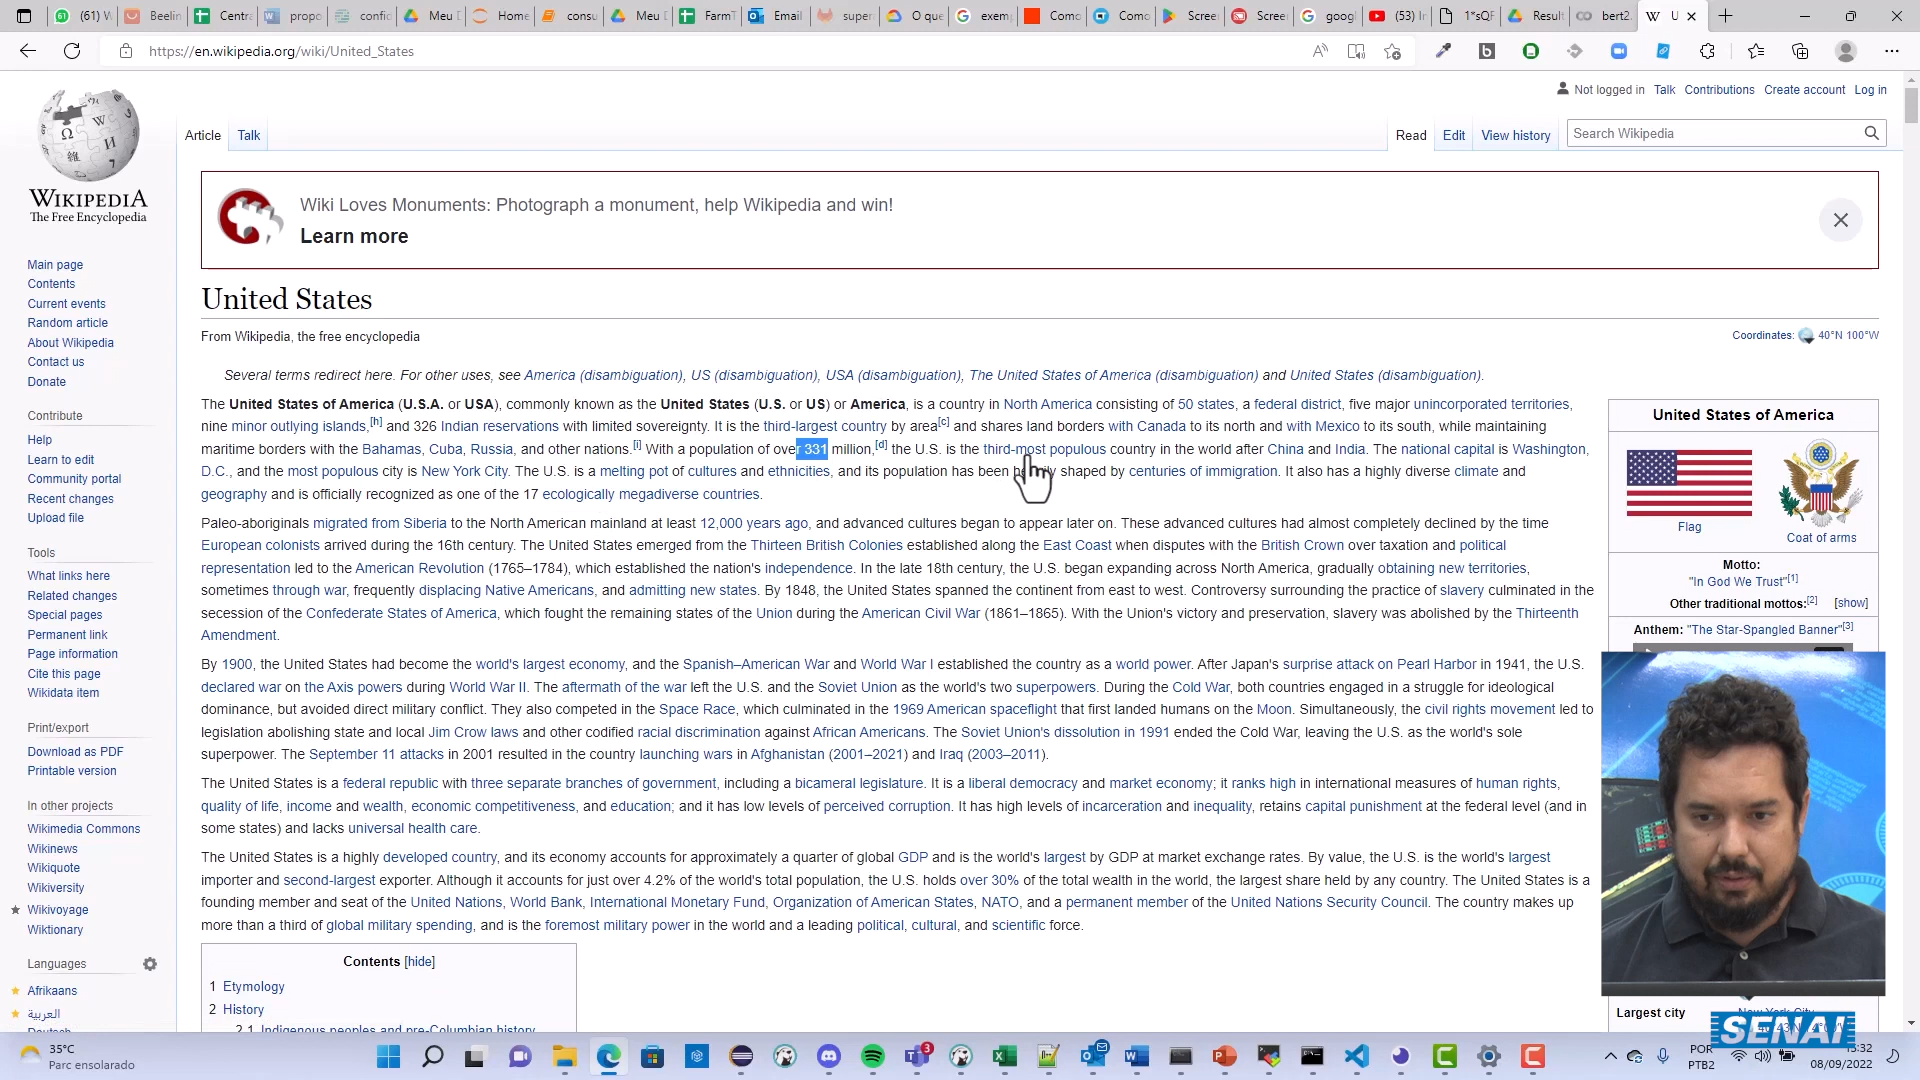 (61) W
Beelin
Centra
propo
confid
Meu D
Home
consu
Meu D
FarmT
Email
super
O que
exemp
Como
Como
Screen
Scree
googl
(53) In
1*sQF
Result
bert2.
https://en.wikipedia.org/wiki/United_States
Not logged in Talk Contributions Create account Log in
Article Talk Read Edit View history Search Wikipedia
WIKIPEDIA
The Free Encyclopedia
Wiki Loves Monuments: Photograph a monument, help Wikipedia and win!
Learn more
Main page
Contents
Current events
Random article
About Wikipedia
Contact us
Donate
Contribute
Help
Learn to edit
Community portal
Recent changes
Upload file
Tools
What links here
Related changes
Special pages
Permanent link
Page information
Cite this page
Wikidata item
Print/export
Download as PDF
Printable version
In other projects
Wikimedia Commons
Wikinews
Wikiquote
Wikiversity
Wikivoyage
Wiktionary
Languages
Afrikaans
العربية
United States
From Wikipedia, the free encyclopedia
Coordinates: 40°N 100°W
Several terms redirect here. For other uses, see America (disambiguation), US (disambiguation), USA (disambiguation), The United States of America (disambiguation) and United States (disambiguation).
The United States of America (U.S.A. or USA), commonly known as the United States (U.S. or US) or America, is a country in North America consisting of 50 states, a federal district, five major unincorporated territories,
nine minor outlying islands,[h] and 326 Indian reservations with limited sovereignty. It is the third-largest country by area[c] and shares land borders with Canada to its north and with Mexico to its south, while maintaining
maritime borders with the Bahamas, Cuba, Russia, and other nations.[i] With a population of over 331 million,[d] the U.S. is the third-most populous country in the world after China and India. The national capital is Washington,
D.C., and the most populous city is New York City. The U.S. is a melting pot of cultures and ethnicities, and its population has been shaped by centuries of immigration. It also has a highly diverse climate and
geography and is officially recognized as one of the 17 ecologically megadiverse countries.
Paleo-aboriginals migrated from Siberia to the North American mainland at least 12,000 years ago, and advanced cultures began to appear later on. These advanced cultures had almost completely declined by the time
European colonists arrived during the 16th century. The United States emerged from the Thirteen British Colonies established along the East Coast when disputes with the British Crown over taxation and political
representation led to the American Revolution (1765–1784), which established the nation's independence. In the late 18th century, the U.S. began expanding across North America, gradually obtaining new territories,
sometimes through war, frequently displacing Native Americans, and admitting new states. By 1848, the United States spanned the continent from east to west. Controversy surrounding the practice of slavery culminated in the
secession of the Confederate States of America, which fought the remaining states of the Union during the American Civil War (1861–1865). With the Union's victory and preservation, slavery was abolished by the Thirteenth
Amendment.
By 1900, the United States had become the world's largest economy, and the Spanish–American War and World War I established the country as a world power. After Japan's surprise attack on Pearl Harbor in 1941, the U.S.
declared war on the Axis powers during World War II. The aftermath of the war left the U.S. and the Soviet Union as the world's two superpowers. During the Cold War, both countries engaged in a struggle for ideological
dominance, but avoided direct military conflict. They also competed in the Space Race, which culminated in the 1969 American spaceflight that first landed humans on the Moon. Simultaneously, the civil rights movement led to
legislation abolishing state and local Jim Crow laws and other codified racial discrimination against African Americans. The Soviet Union's dissolution in 1991 ended the Cold War, leaving the U.S. as the world's sole
superpower. The September 11 attacks in 2001 resulted in the country launching wars in Afghanistan (2001–2021) and Iraq (2003–2011).
The United States is a federal republic with three separate branches of government, including a bicameral legislature. It is a liberal democracy and market economy; it ranks high in international measures of human rights,
quality of life, income and wealth, economic competitiveness, and education; and it has low levels of perceived corruption. It has high levels of incarceration and inequality, retains capital punishment at the federal level (and in
some states) and lacks universal health care.
The United States is a highly developed country, and its economy accounts for approximately a quarter of global GDP and is the world's largest by GDP at market exchange rates. By value, the U.S. is the world's largest
importer and second-largest exporter. Although it accounts for just over 4.2% of the world's total population, the U.S. holds over 30% of the total wealth in the world, the largest share held by any country. The United States is a
founding member and seat of the United Nations, World Bank, International Monetary Fund, Organization of American States, NATO, and a permanent member of the United Nations Security Council. The country makes up
more than a third of global military spending, and is the foremost military power in the world and a leading political, cultural, and scientific force.
Contents [hide]
1 Etymology
2 History
2.1 Indigenous peoples and pre-Columbian history
United States of America
Flag
Coat of arms
Motto:
"In God We Trust"[1]
Other traditional mottos:[2] [show]
Anthem: "The Star-Spangled Banner"[3]
Largest city New York City
SENAI
35°C
Parc ensolarado
3
POR
PTB2
08/09/2022